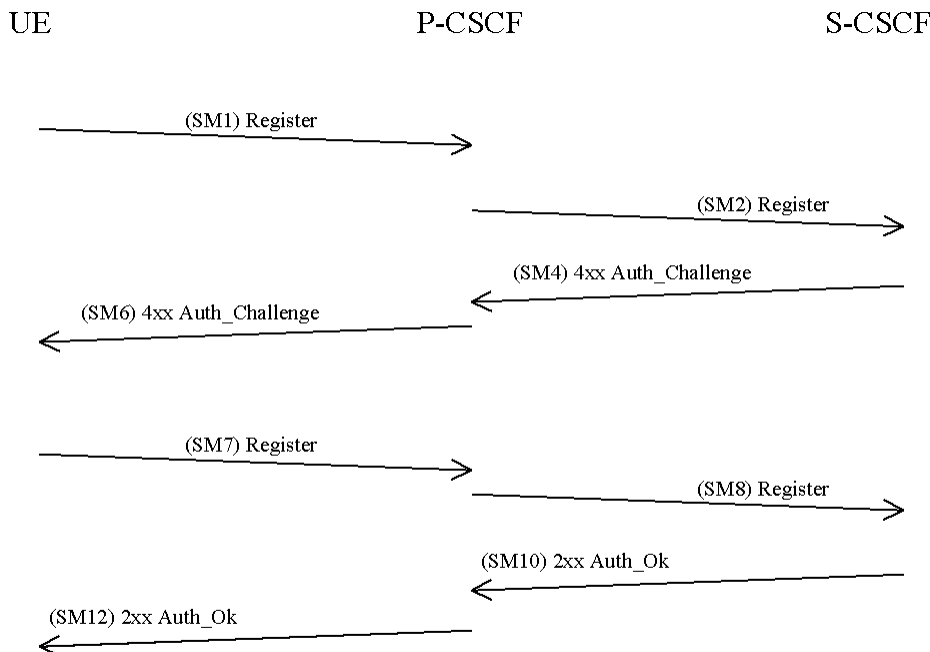 UE P-CSCF S-CSCF
(SM1) Register
(SM2) Register
(SM4) 4xx Auth_Challenge
(SM6) 4xx Auth_Challenge
(SM7) Register
(SM8) Register
(SM10) 2xx Auth_Ok
(SM12) 2xx Auth_Ok